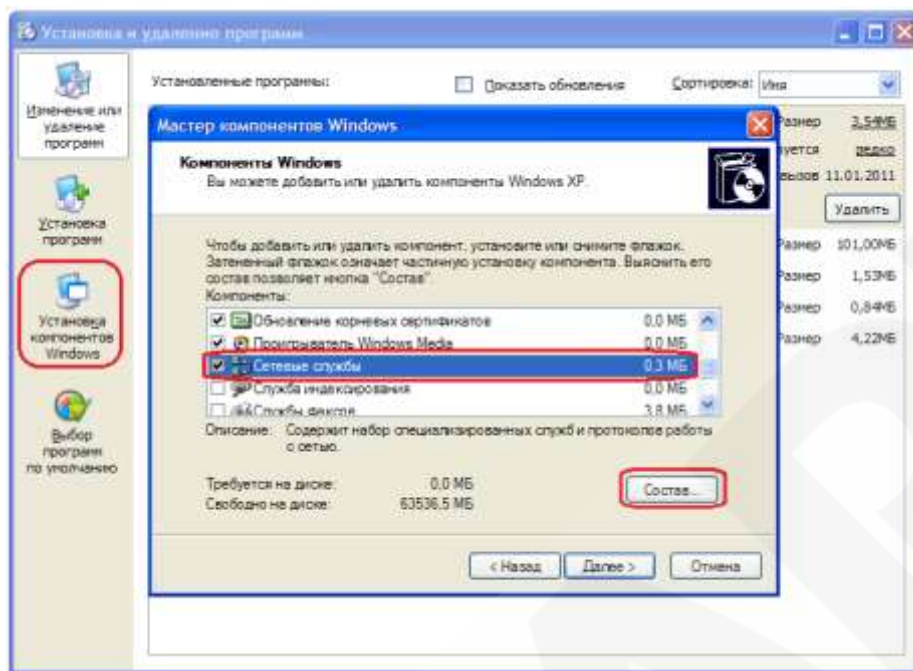 Установка и удаление программ
Изменение или
удаление
программ
Установка
программ
Установка
компонентов
Windows
Выбор
программ
по умолчанию
Установленные программы:
Показать обновления
Сортировка: Имя
Размер 3,54МБ
уется редко
вызов 11.01.2011
Удалить
Размер 101,00МБ
Размер 1,53МБ
Размер 0,84МБ
Размер 4,22МБ
Мастер компонентов Windows
Компоненты Windows
Вы можете добавить или удалить компоненты Windows XP.
Чтобы добавить или удалить компонент, установите или снимите флажок.
Затененный флажок означает частичную установку компонента. Выяснить его
состав позволяет кнопка "Состав".
Компоненты:
Обновление корневых сертификатов 0,0 МБ
Проигрыватель Windows Media 0,0 МБ
Сетевые службы 0,3 МБ
Служба индексирования 0,0 МБ
Службы факсов 3,8 МБ
Описание: Содержит набор специализированных служб и протоколов работы
с сетью.
Требуется на диске: 0,0 МБ
Свободно на диске: 63536,5 МБ
Состав...
< Назад
Далее >
Отмена